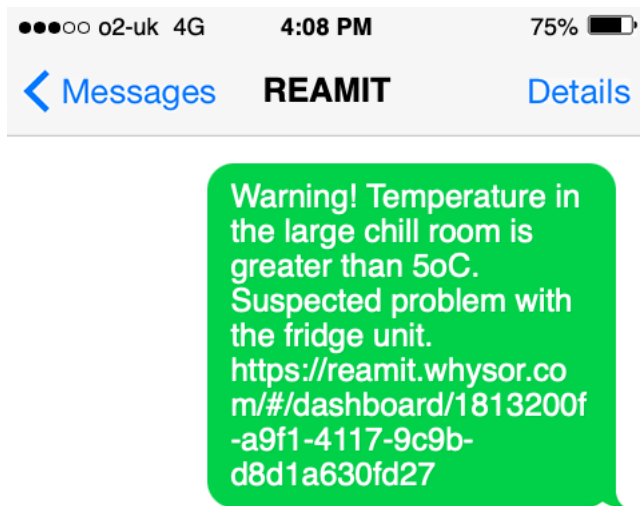 o2-uk 4G 4:08 PM 75%
Messages REAMIT Details
Warning! Temperature in
the large chill room is
greater than 5oC.
Suspected problem with
the fridge unit.
https://reamit.whysor.co
m/#/dashboard/1813200f
-a9f1-4117-9c9b-
d8d1a630fd27